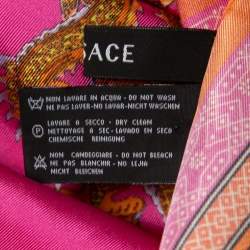 SACE
NON LAVARE IN ACQUA - DO NOT WASH
NE PAS LAVER-NO LAVAR-NICHT WASCHEN
P
LAVARE A SECCO - DRY CLEAN
NETTOYAGE A SEC-LAVADO EN SECO
CHEMISCHE REINIGUNG
NON CANDEGGIARE - DO NOT BLEACH
NE PAS BLANCHIR - NO LEJIA
NICHT BLEICHEN